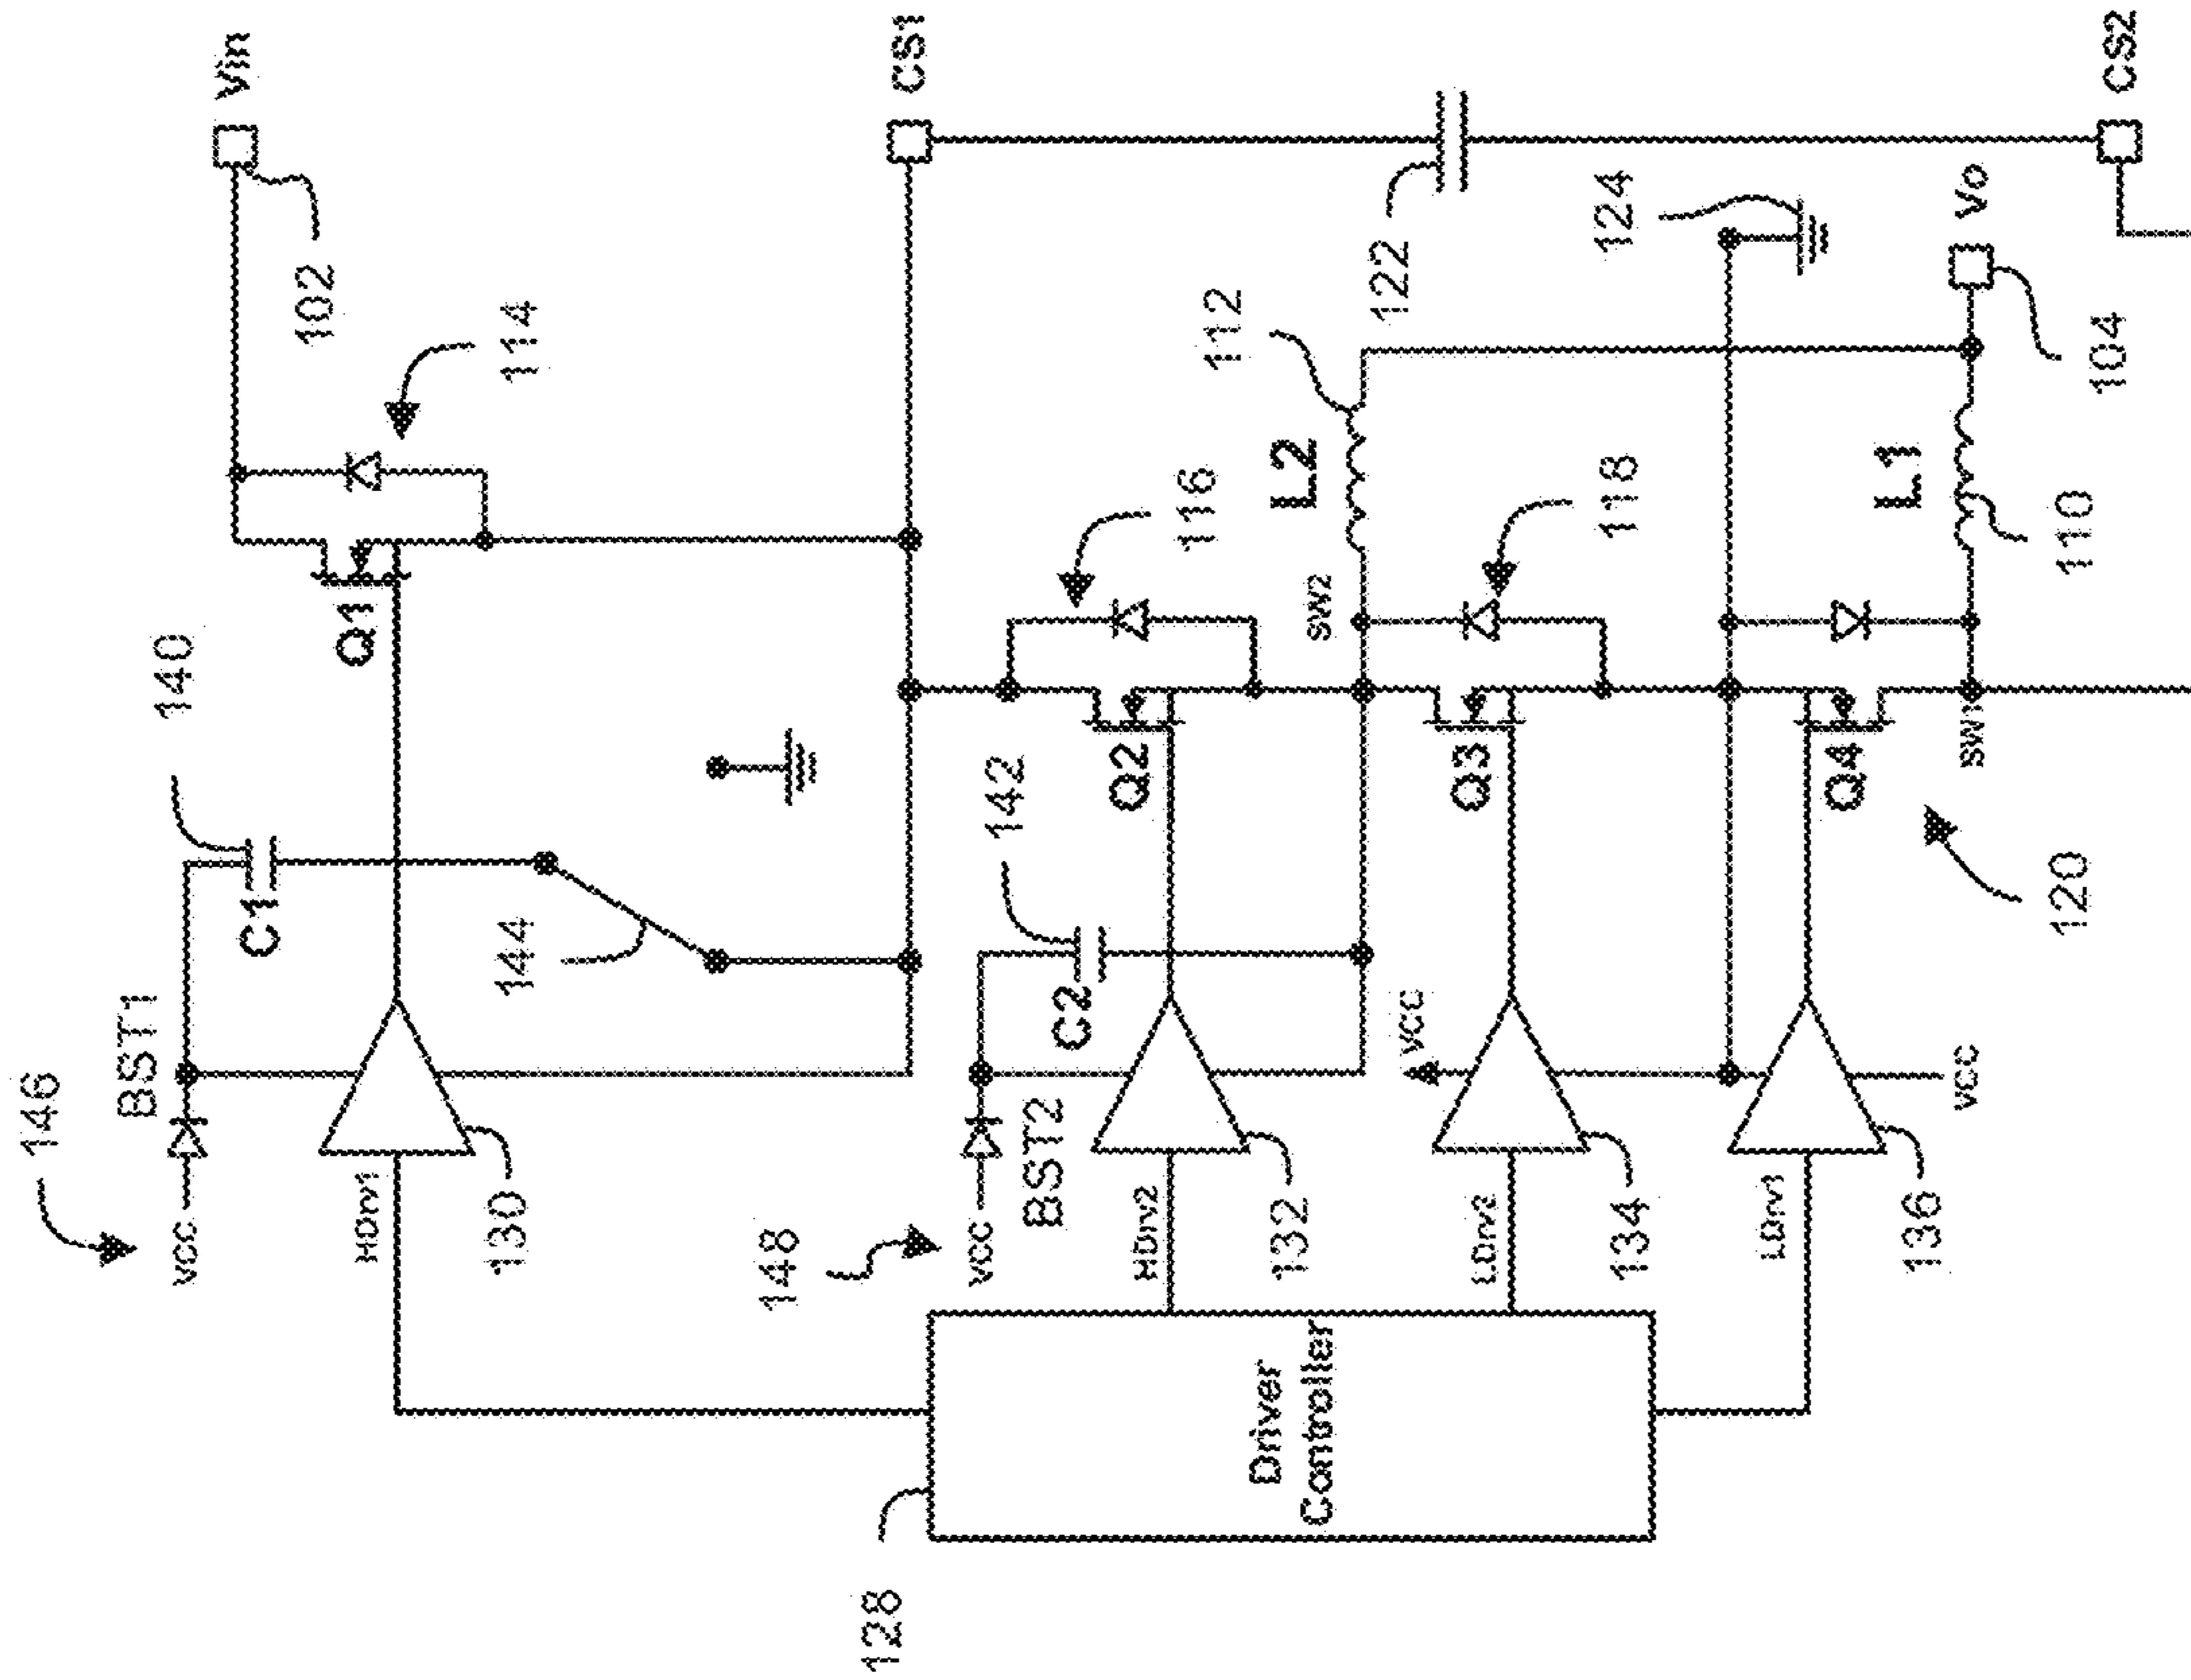 Vin
102
114
Q1
140
C1
144
BST1
146
VCC
HDrv1
130
CS1
CS2
122
124
Vo
104
112
L2
L1
110
116
118
SW2
SW1
Q2
Q3
Q4
120
142
C2
VCC
VCC
148
VCC
BST2
HDrv2
132
LDrv2
134
LDrv1
136
Driver
Controller
128